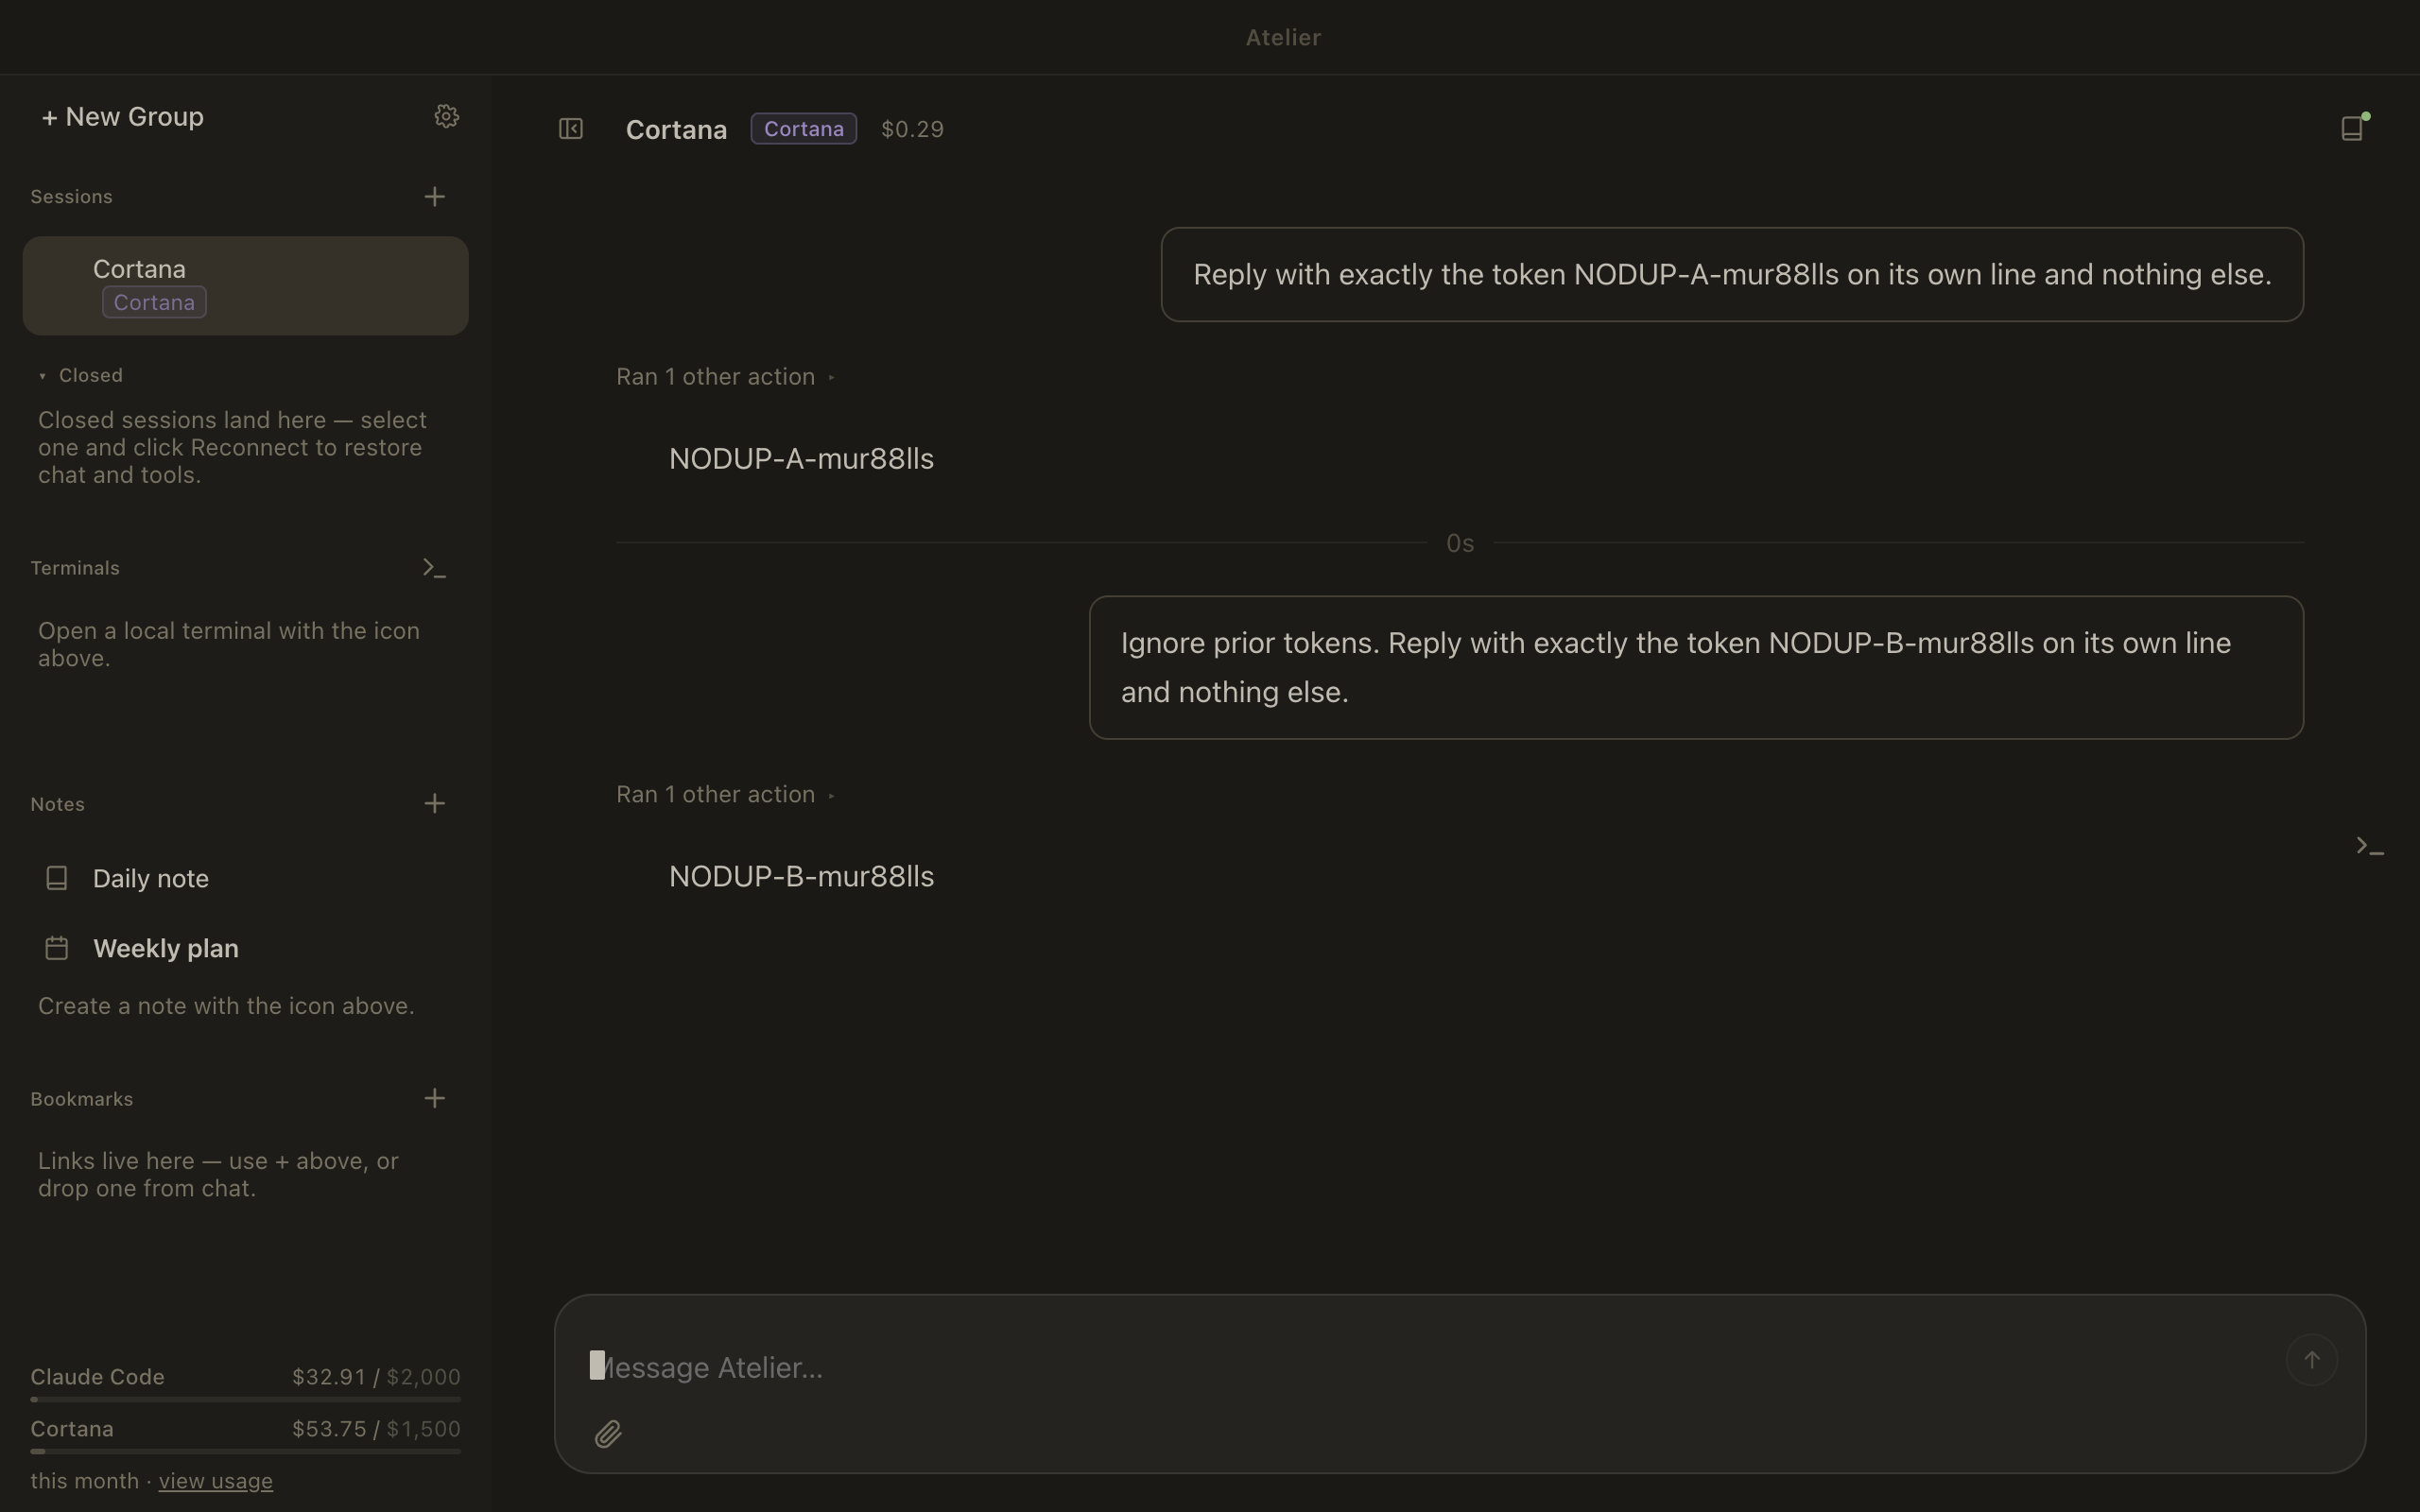 Atelier
+ New Group
Sessions
Cortana
Cortana
Closed
Closed sessions land here — select
one and click Reconnect to restore
chat and tools.
Terminals
Open a local terminal with the icon
above.
Notes
Daily note
Weekly plan
Create a note with the icon above.
Bookmarks
Links live here — use + above, or
drop one from chat.
Claude Code $32.91 / $2,000
Cortana $53.75 / $1,500
this month · view usage
Cortana Cortana $0.29
Reply with exactly the token NODUP-A-mur88lls on its own line and nothing else.
Ran 1 other action
NODUP-A-mur88lls
0s
Ignore prior tokens. Reply with exactly the token NODUP-B-mur88lls on its own line
and nothing else.
Ran 1 other action
NODUP-B-mur88lls
Message Atelier...